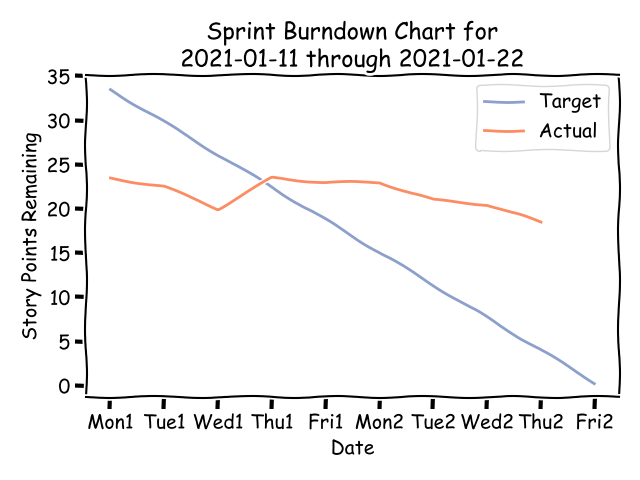 Sprint Burndown Chart for
2021-01-11 through 2021-01-22
Target
Actual
Story Points Remaining
35
30
25
20
15
10
5
0
Mon1 Tue1 Wed1 Thu1 Fri1 Mon2 Tue2 Wed2 Thu2 Fri2
Date